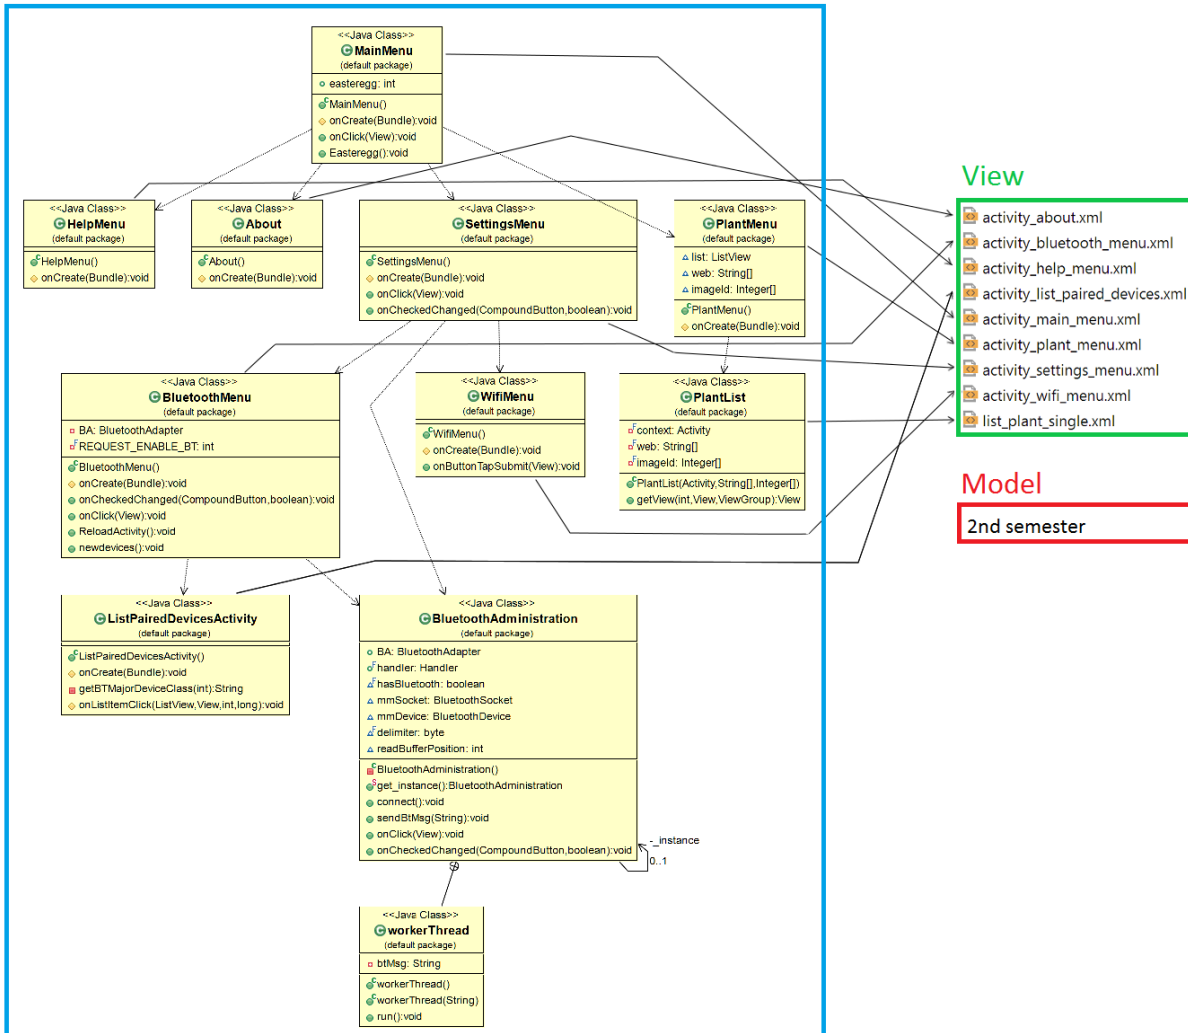 <<Java Class>>
MainMenu
(default package)
easteregg: int
MainMenu()
onCreate(Bundle):void
onClick(View):void
Easteregg():void
<<Java Class>>
HelpMenu
(default package)
HelpMenu()
onCreate(Bundle):void
<<Java Class>>
About
(default package)
About()
onCreate(Bundle):void
<<Java Class>>
SettingsMenu
(default package)
SettingsMenu()
onCreate(Bundle):void
onClick(View):void
onCheckedChanged(CompoundButton,boolean):void
<<Java Class>>
PlantMenu
(default package)
list: ListView
web: String[]
imageId: Integer[]
PlantMenu()
onCreate(Bundle):void
<<Java Class>>
BluetoothMenu
(default package)
BA: BluetoothAdapter
REQUEST_ENABLE_BT: int
BluetoothMenu()
onCreate(Bundle):void
onCheckedChanged(CompoundButton,boolean):void
onClick(View):void
ReloadActivity():void
newdevices():void
<<Java Class>>
WifiMenu
(default package)
WifiMenu()
onCreate(Bundle):void
onButtonTapSubmit(View):void
<<Java Class>>
PlantList
(default package)
context: Activity
web: String[]
imageId: Integer[]
PlantList(Activity,String[],Integer[])
getView(int,View,ViewGroup):View
<<Java Class>>
ListPairedDevicesActivity
(default package)
ListPairedDevicesActivity()
onCreate(Bundle):void
getBTMajorDeviceClass(int):String
onListItemClick(ListView,View,int,long):void
<<Java Class>>
BluetoothAdministration
(default package)
BA: BluetoothAdapter
handler: Handler
hasBluetooth: boolean
mmSocket: BluetoothSocket
mmDevice: BluetoothDevice
delimiter: byte
readBufferPosition: int
BluetoothAdministration()
get_instance():BluetoothAdministration
connect():void
sendBtMsg(String):void
onClick(View):void
onCheckedChanged(CompoundButton,boolean):void
-_instance
0..1
<<Java Class>>
workerThread
(default package)
btMsg: String
workerThread()
workerThread(String)
run():void
View
activity_about.xml
activity_bluetooth_menu.xml
activity_help_menu.xml
activity_list_paired_devices.xml
activity_main_menu.xml
activity_plant_menu.xml
activity_settings_menu.xml
activity_wifi_menu.xml
list_plant_single.xml
Model
2nd semester